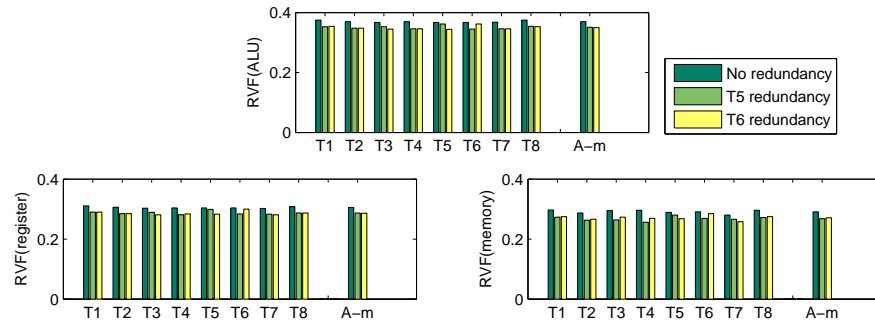 0.4
0.2
0
RVF(ALU)
T1 T2 T3 T4 T5 T6 T7 T8 A−m
No redundancy
T5 redundancy
T6 redundancy
0.4
0.2
0
RVF(register)
T1 T2 T3 T4 T5 T6 T7 T8 A−m
0.4
0.2
0
RVF(memory)
T1 T2 T3 T4 T5 T6 T7 T8 A−m